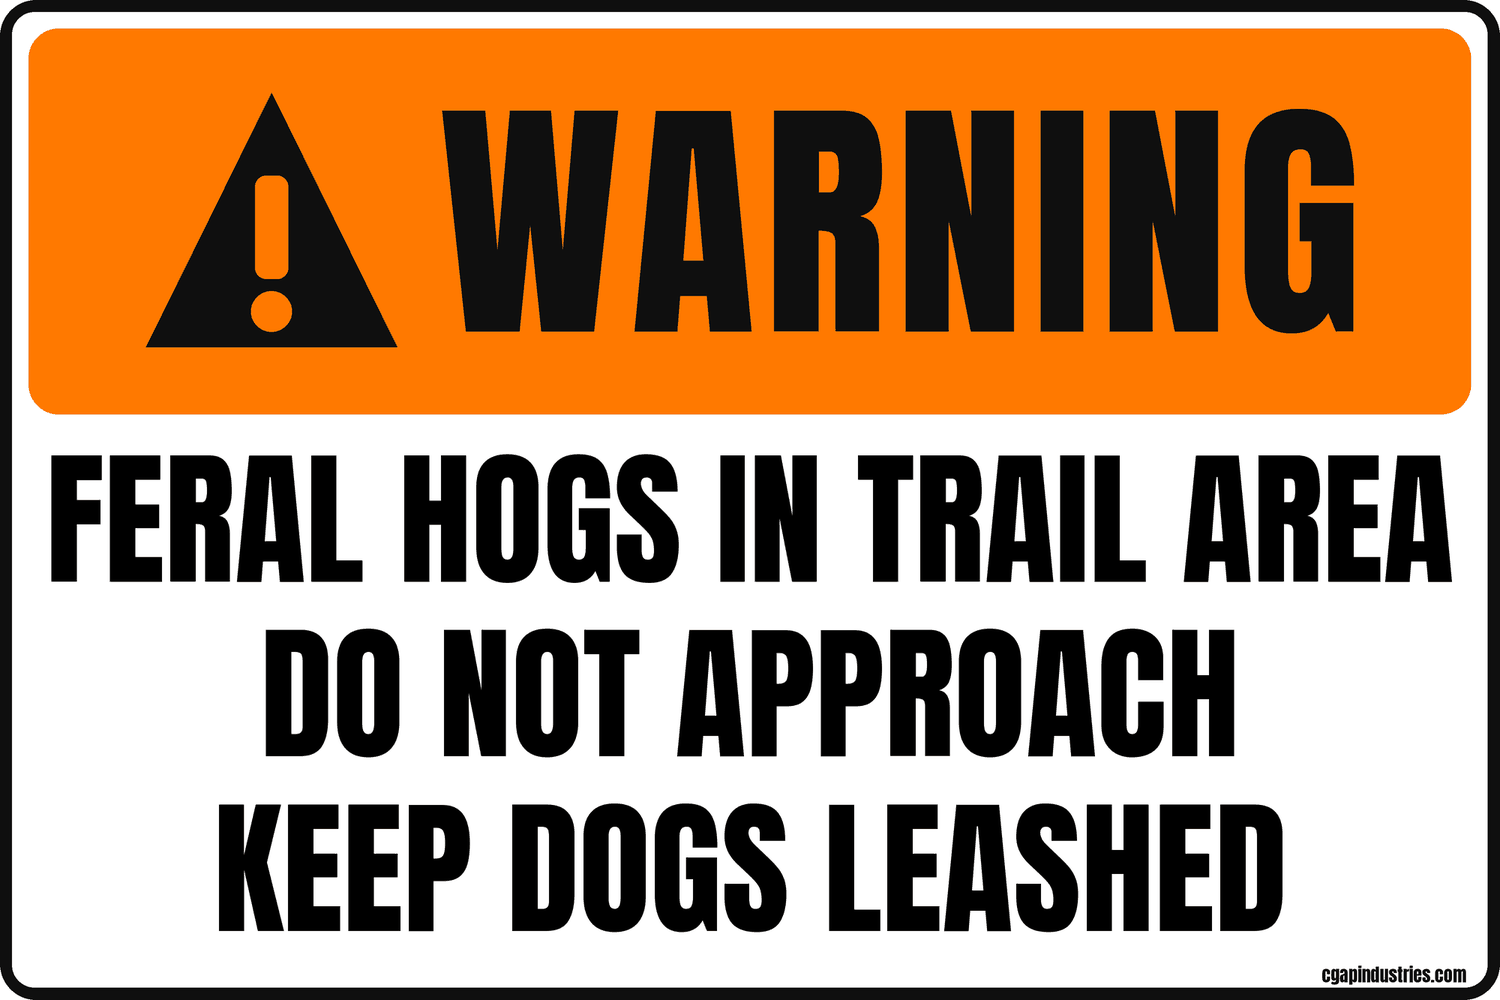 WARNING
FERAL HOGS IN TRAIL AREA
DO NOT APPROACH
KEEP DOGS LEASHED
cgapindustries.com